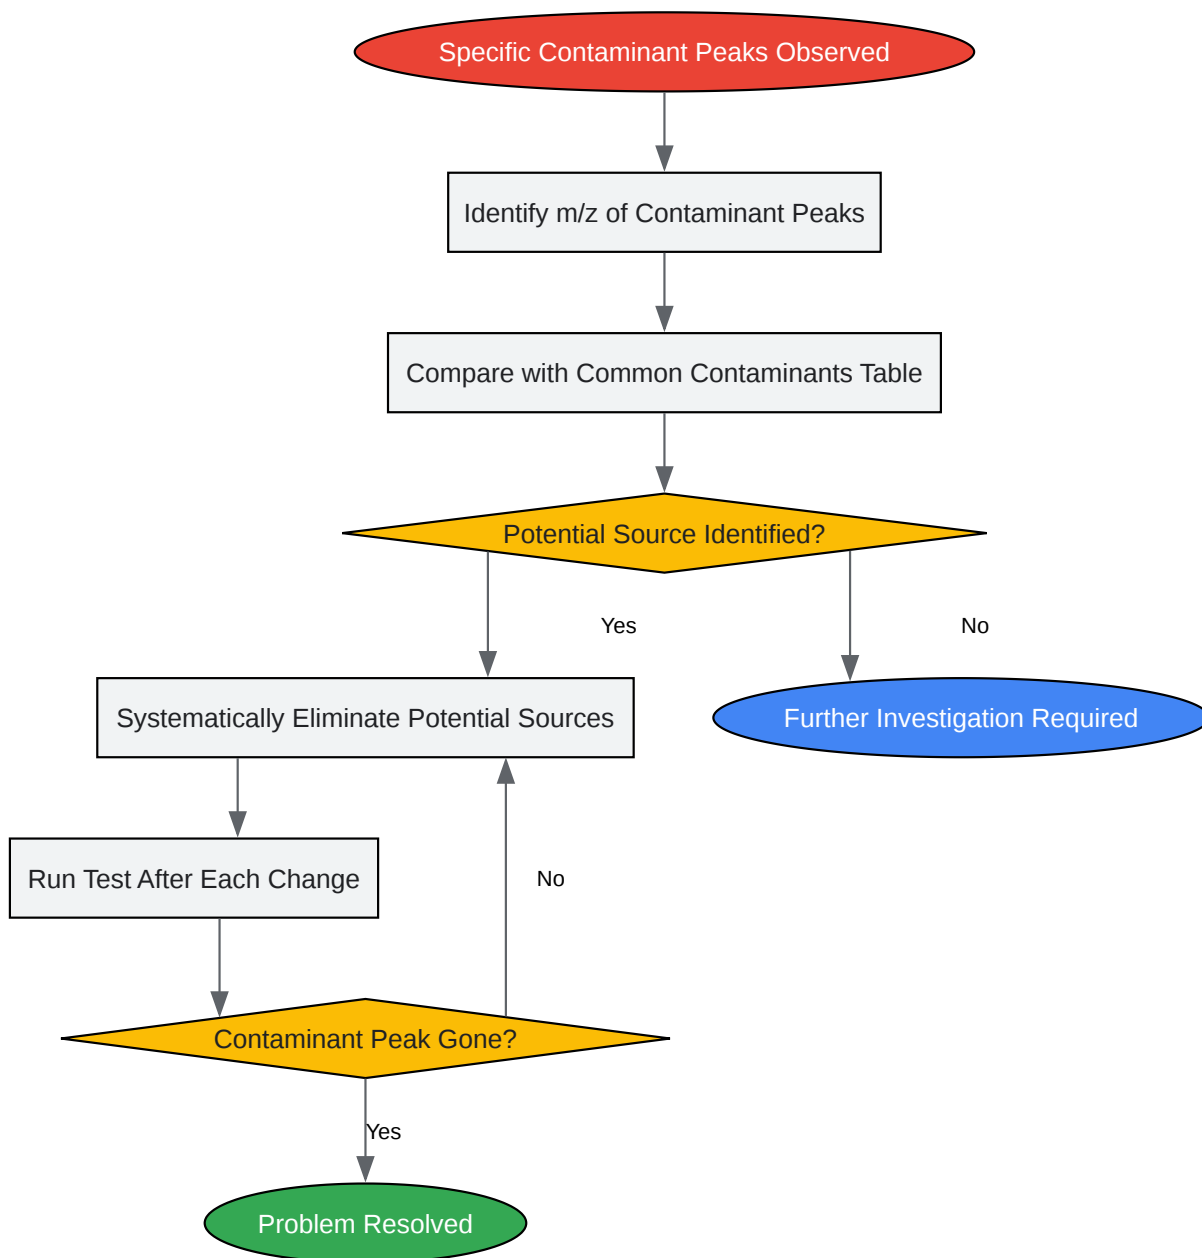 Specific Contaminant Peaks Observed
Identify m/z of Contaminant Peaks
Compare with Common Contaminants Table
Potential Source Identified?
Yes
No
Systematically Eliminate Potential Sources
Further Investigation Required
Run Test After Each Change
No
Contaminant Peak Gone?
Yes
Problem Resolved